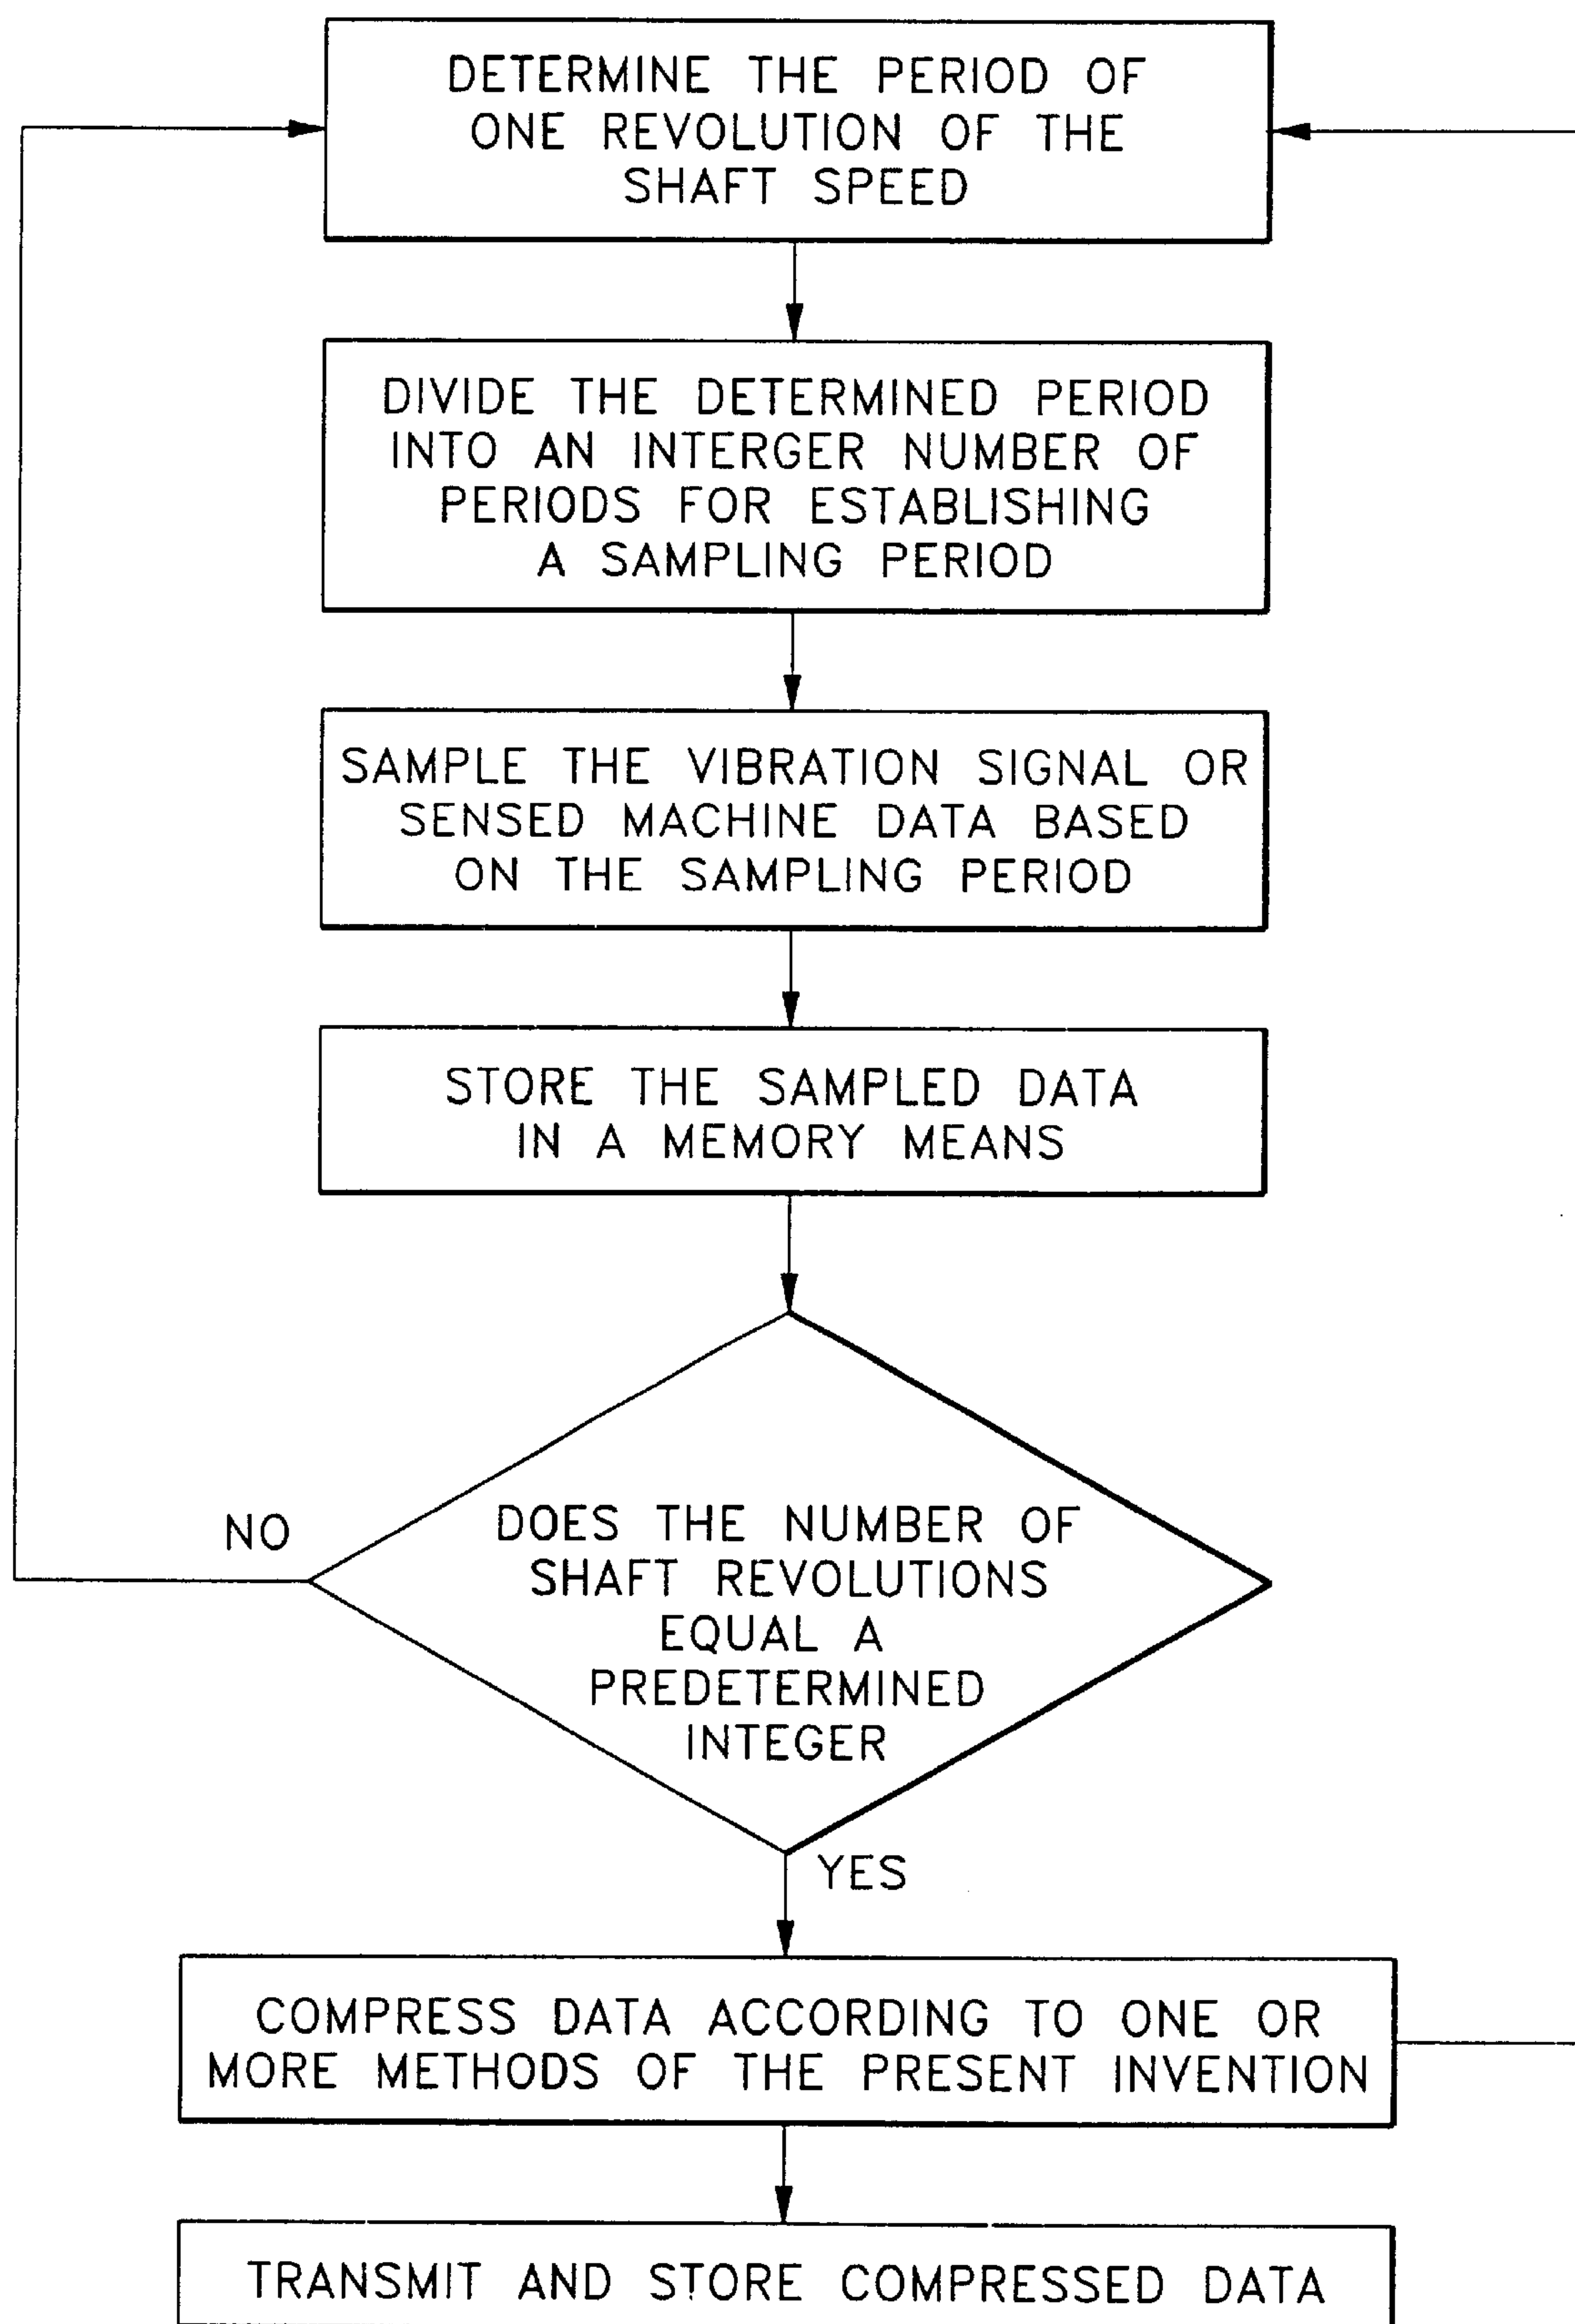 DETERMINE THE PERIOD OF
ONE REVOLUTION OF THE
SHAFT SPEED
DIVIDE THE DETERMINED PERIOD
INTO AN INTERGER NUMBER OF
PERIODS FOR ESTABLISHING
A SAMPLING PERIOD
SAMPLE THE VIBRATION SIGNAL OR
SENSED MACHINE DATA BASED
ON THE SAMPLING PERIOD
STORE THE SAMPLED DATA
IN A MEMORY MEANS
NO
DOES THE NUMBER OF
SHAFT REVOLUTIONS
EQUAL A
PREDETERMINED
INTEGER
YES
COMPRESS DATA ACCORDING TO ONE OR
MORE METHODS OF THE PRESENT INVENTION
TRANSMIT AND STORE COMPRESSED DATA